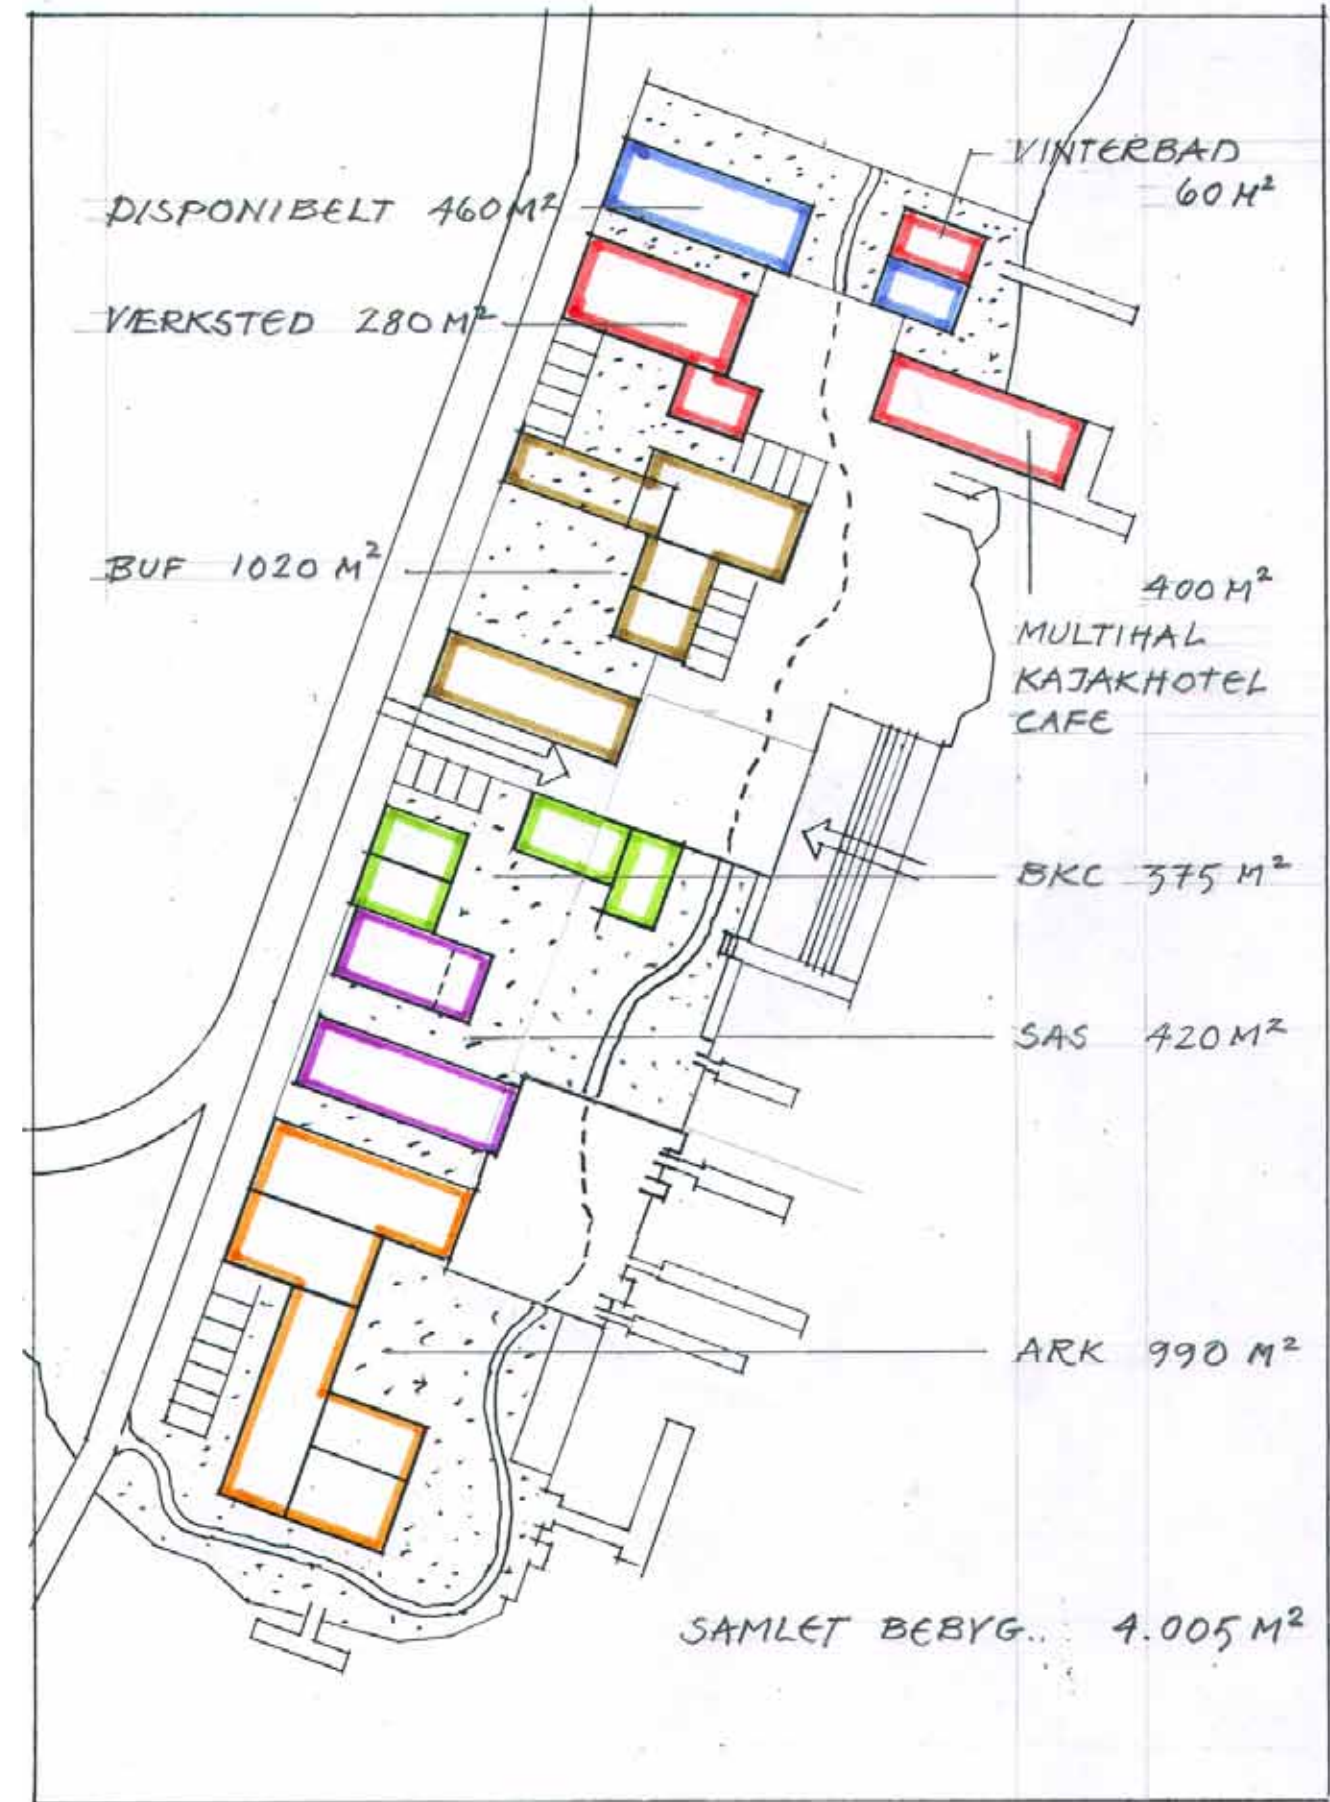 VINTERBAD
60 M²
DISPONIBELT 460 M²
VÆRKSTED 280 M²
BUF 1020 M²
400 M²
MULTIHAL
KAJAKHOTEL
CAFE
BKC 375 M²
SAS 420 M²
ARK 990 M²
SAMLET BEBYG.. 4.005 M²